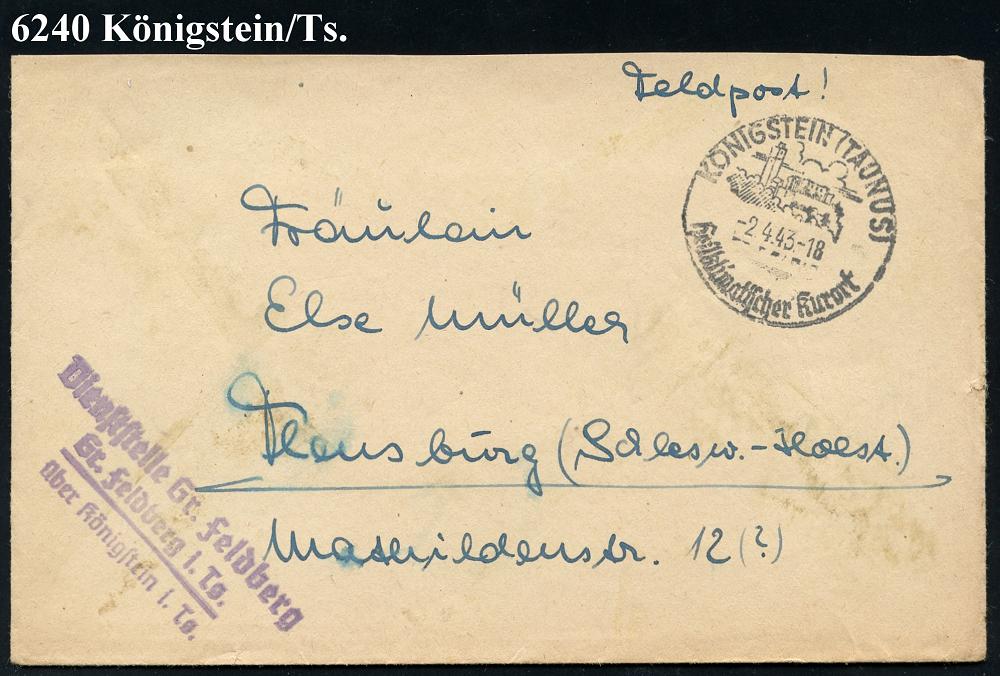 6240 Königstein/Ts.
Feldpost!
KÖNIGSTEIN (TAUNUS)
-2.4.43.-18
Heilklimatischer Kurort
Fräulein
Else Müller
Flensburg (Schlesw.-Holst.)
Mathildenstr. 12(?)
Dienststelle Gr. Feldberg
Gr. Feldberg i. Ts.
über Königstein i. Ts.